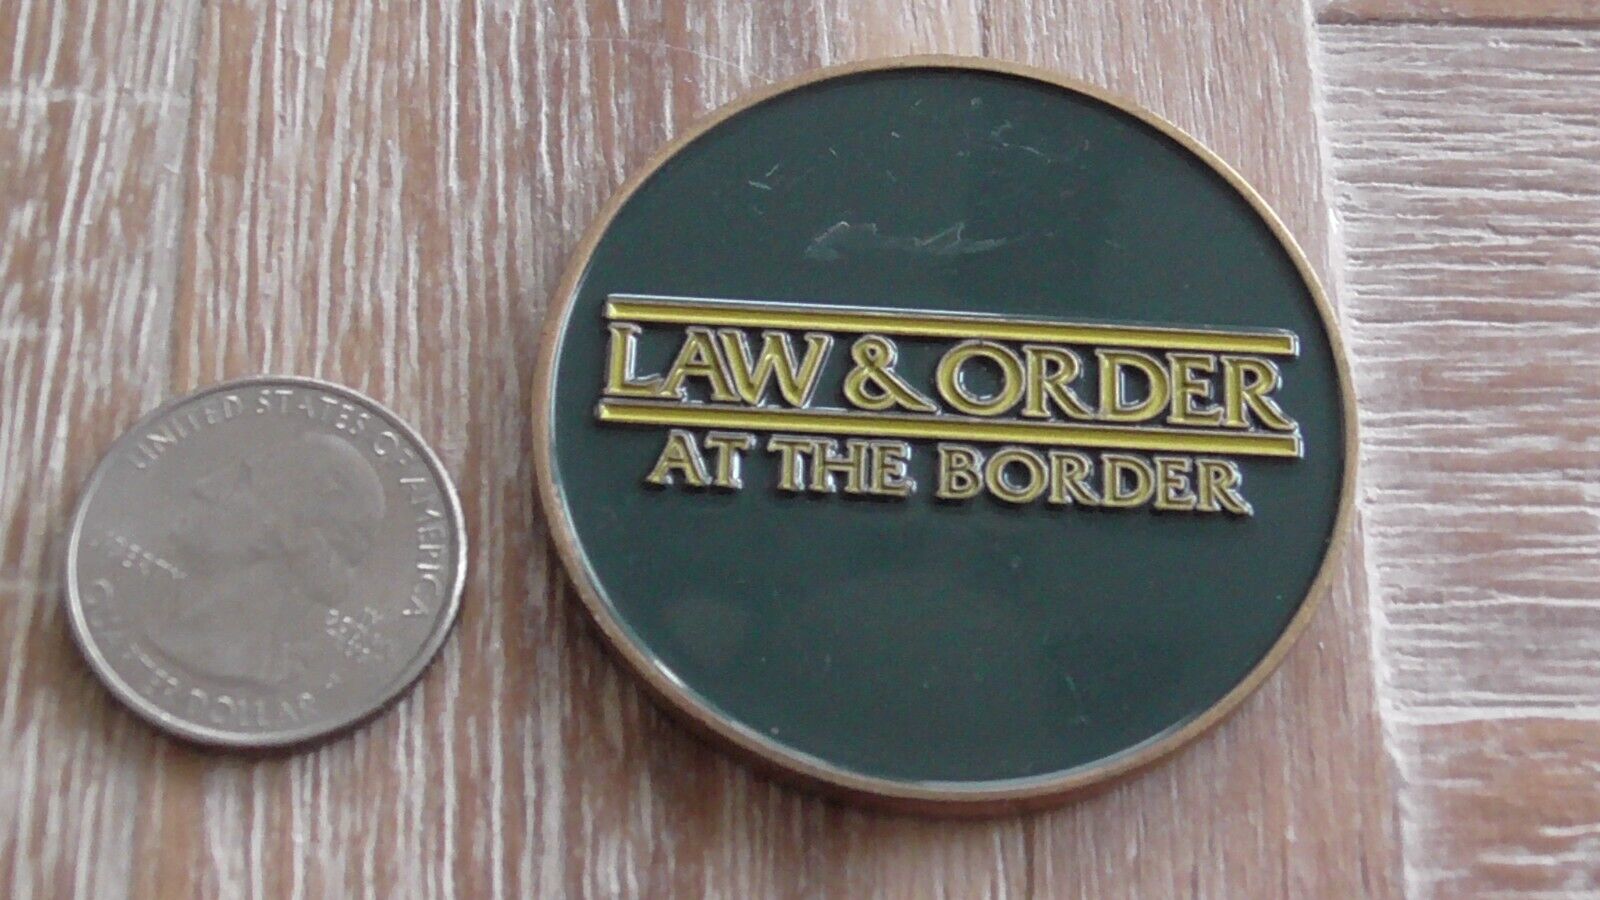 UNITED STATES OF AMERICA
QUARTER DOLLAR
LAW & ORDER
AT THE BORDER